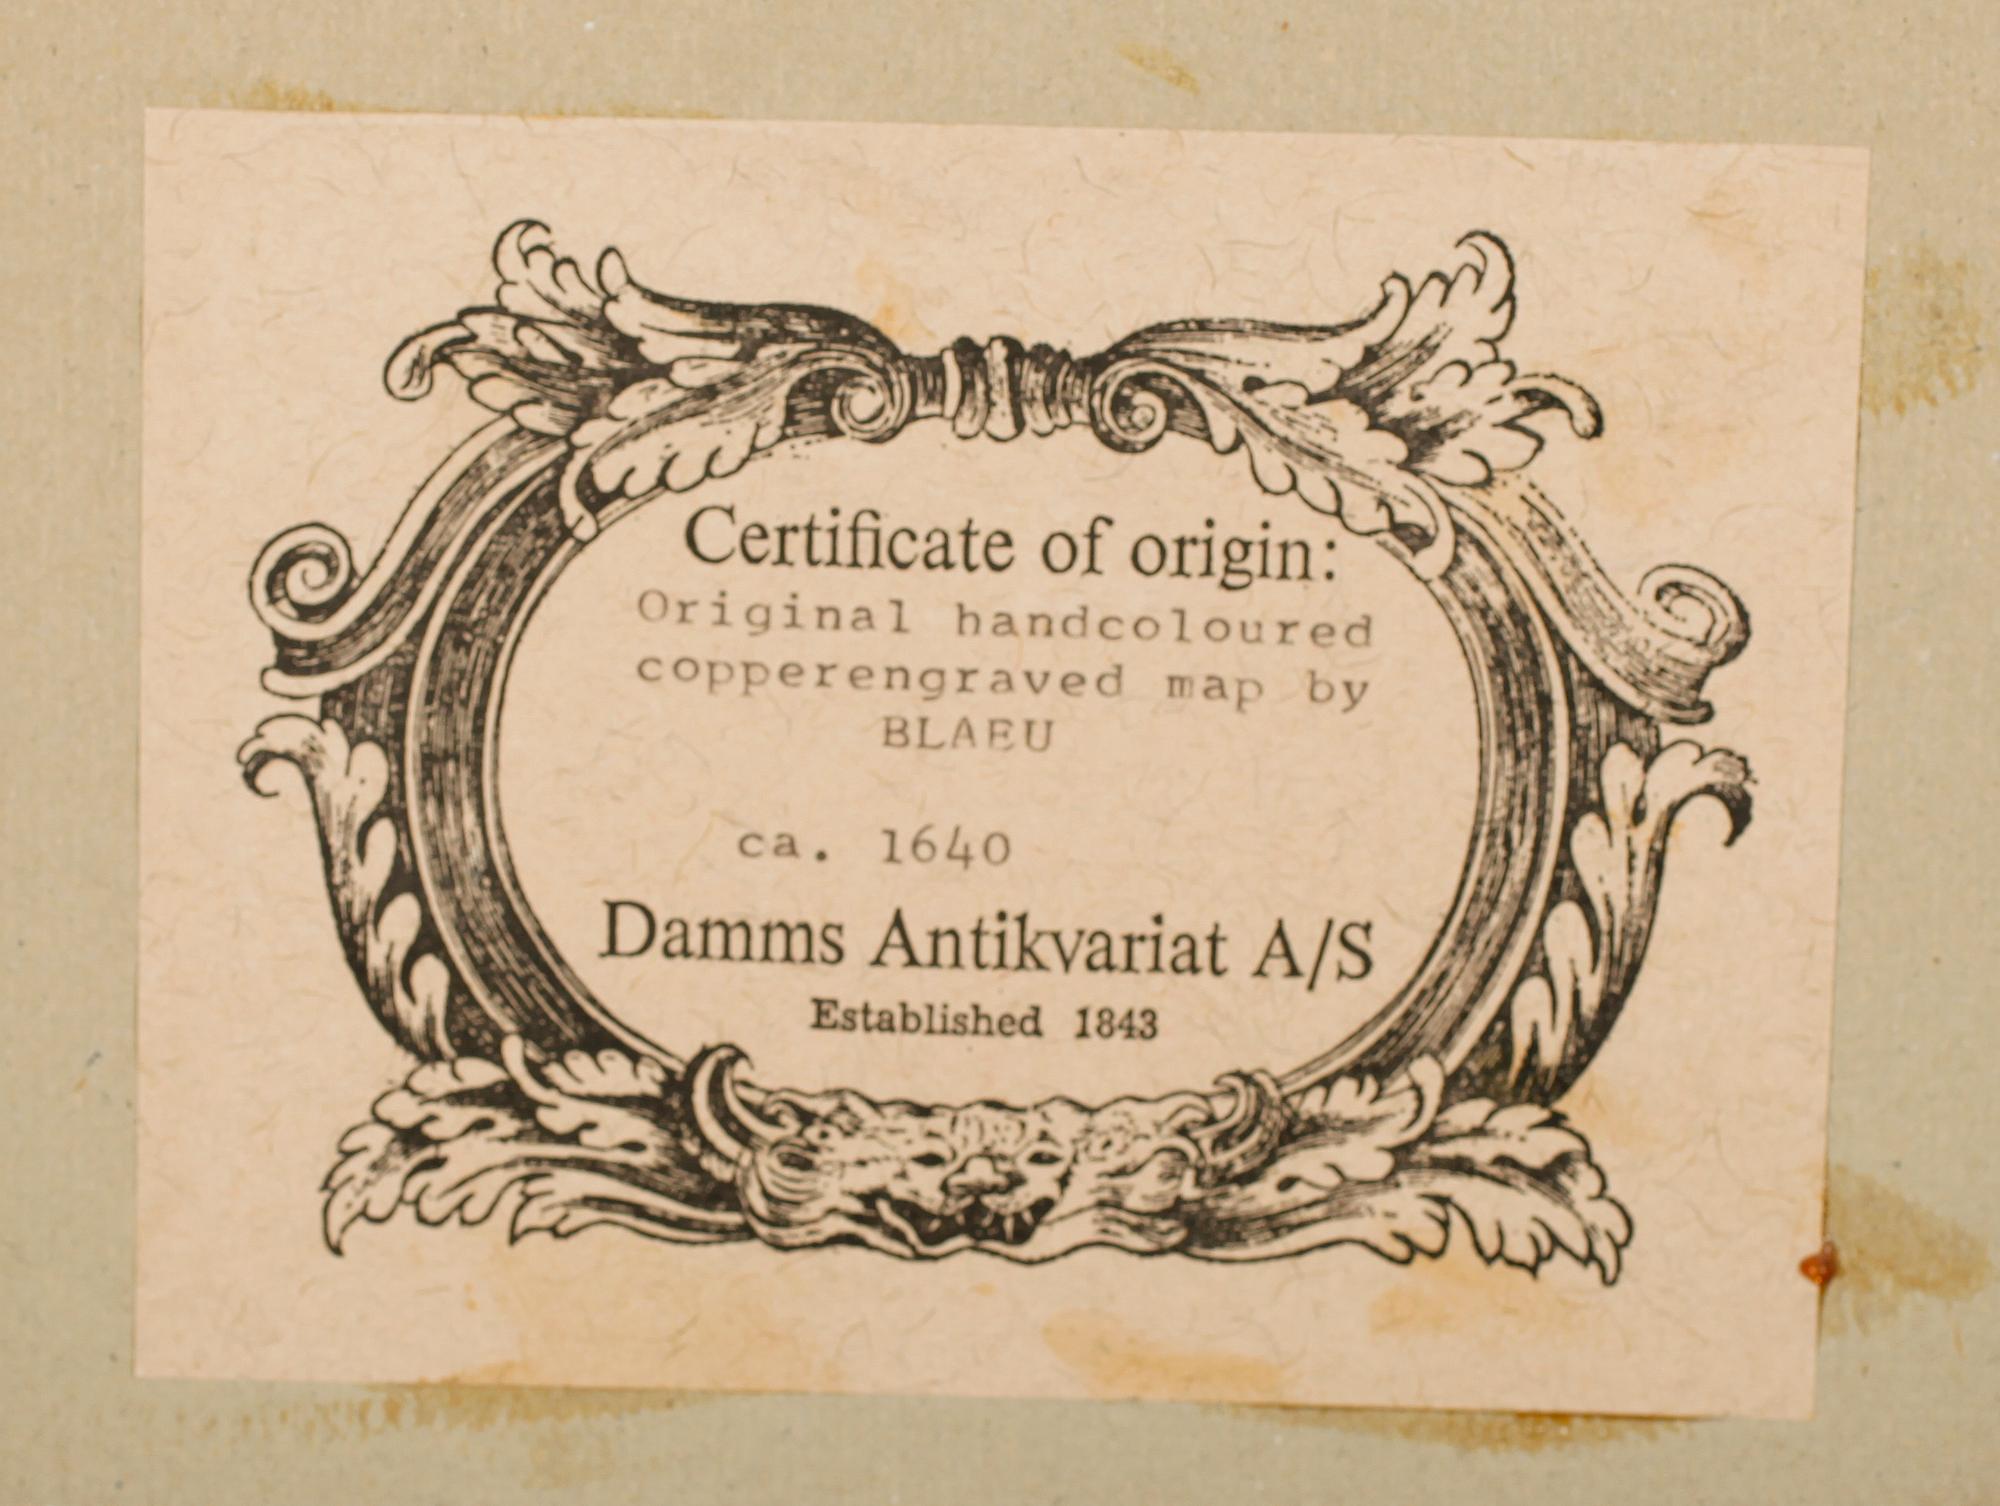 Certificate of origin:
Original handcoloured
copperengraved map by
BLAEU
ca. 1640
Damms Antikvariat A/S
Established 1843